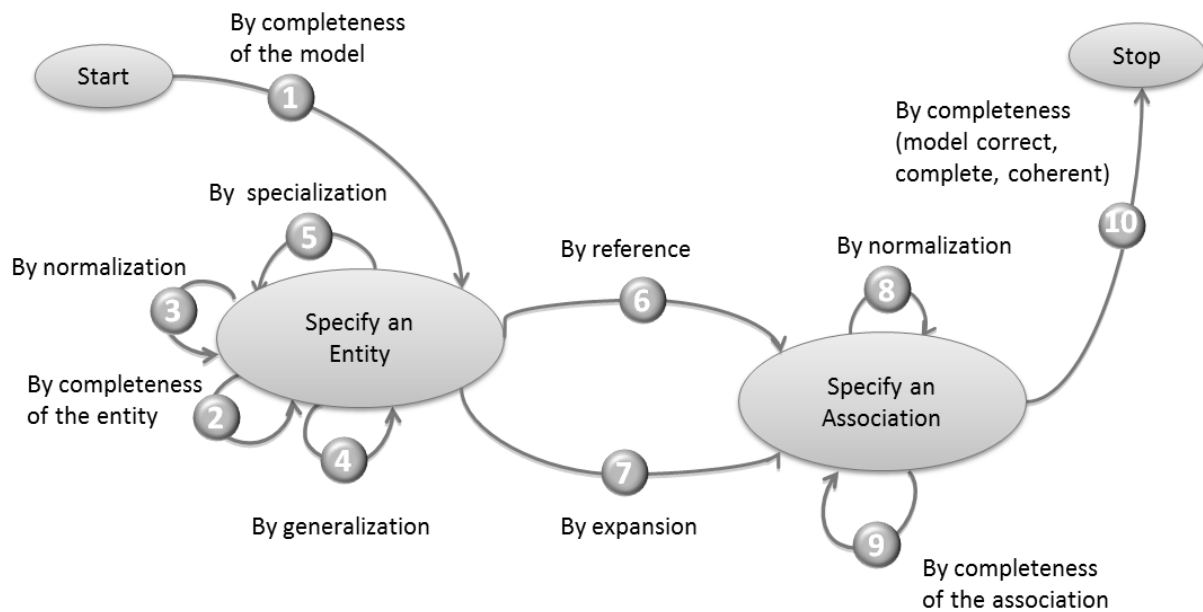 Start
By completeness
of the model
1
Stop
By completeness
(model correct,
complete, coherent)
10
By specialization
5
By normalization
3
Specify an
Entity
By completeness
of the entity
2
4
By generalization
By reference
6
7
By expansion
By normalization
8
Specify an
Association
9
By completeness
of the association